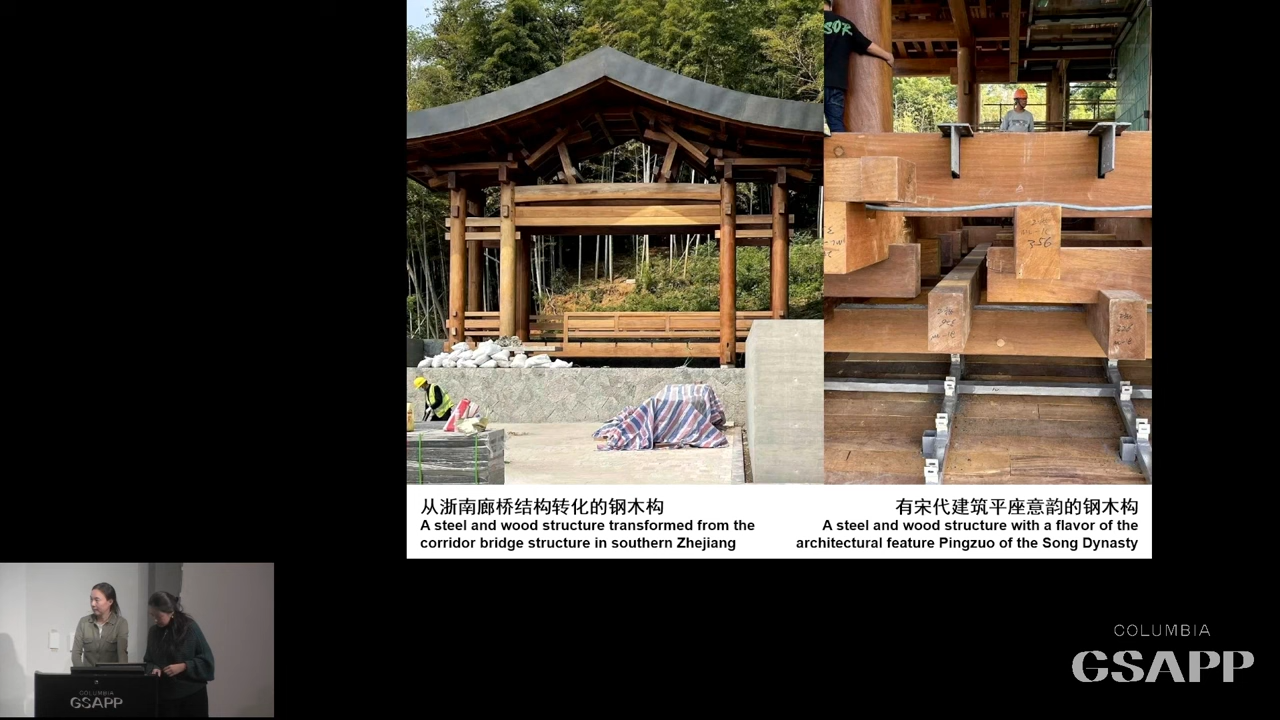 SOR
356
从浙南廊桥结构转化的钢木构
A steel and wood structure transformed from the
corridor bridge structure in southern Zhejiang
有宋代建筑平座意韵的钢木构
A steel and wood structure with a flavor of the
architectural feature Pingzuo of the Song Dynasty
COLUMBIA
GSAPP
COLUMBIA
GSAPP